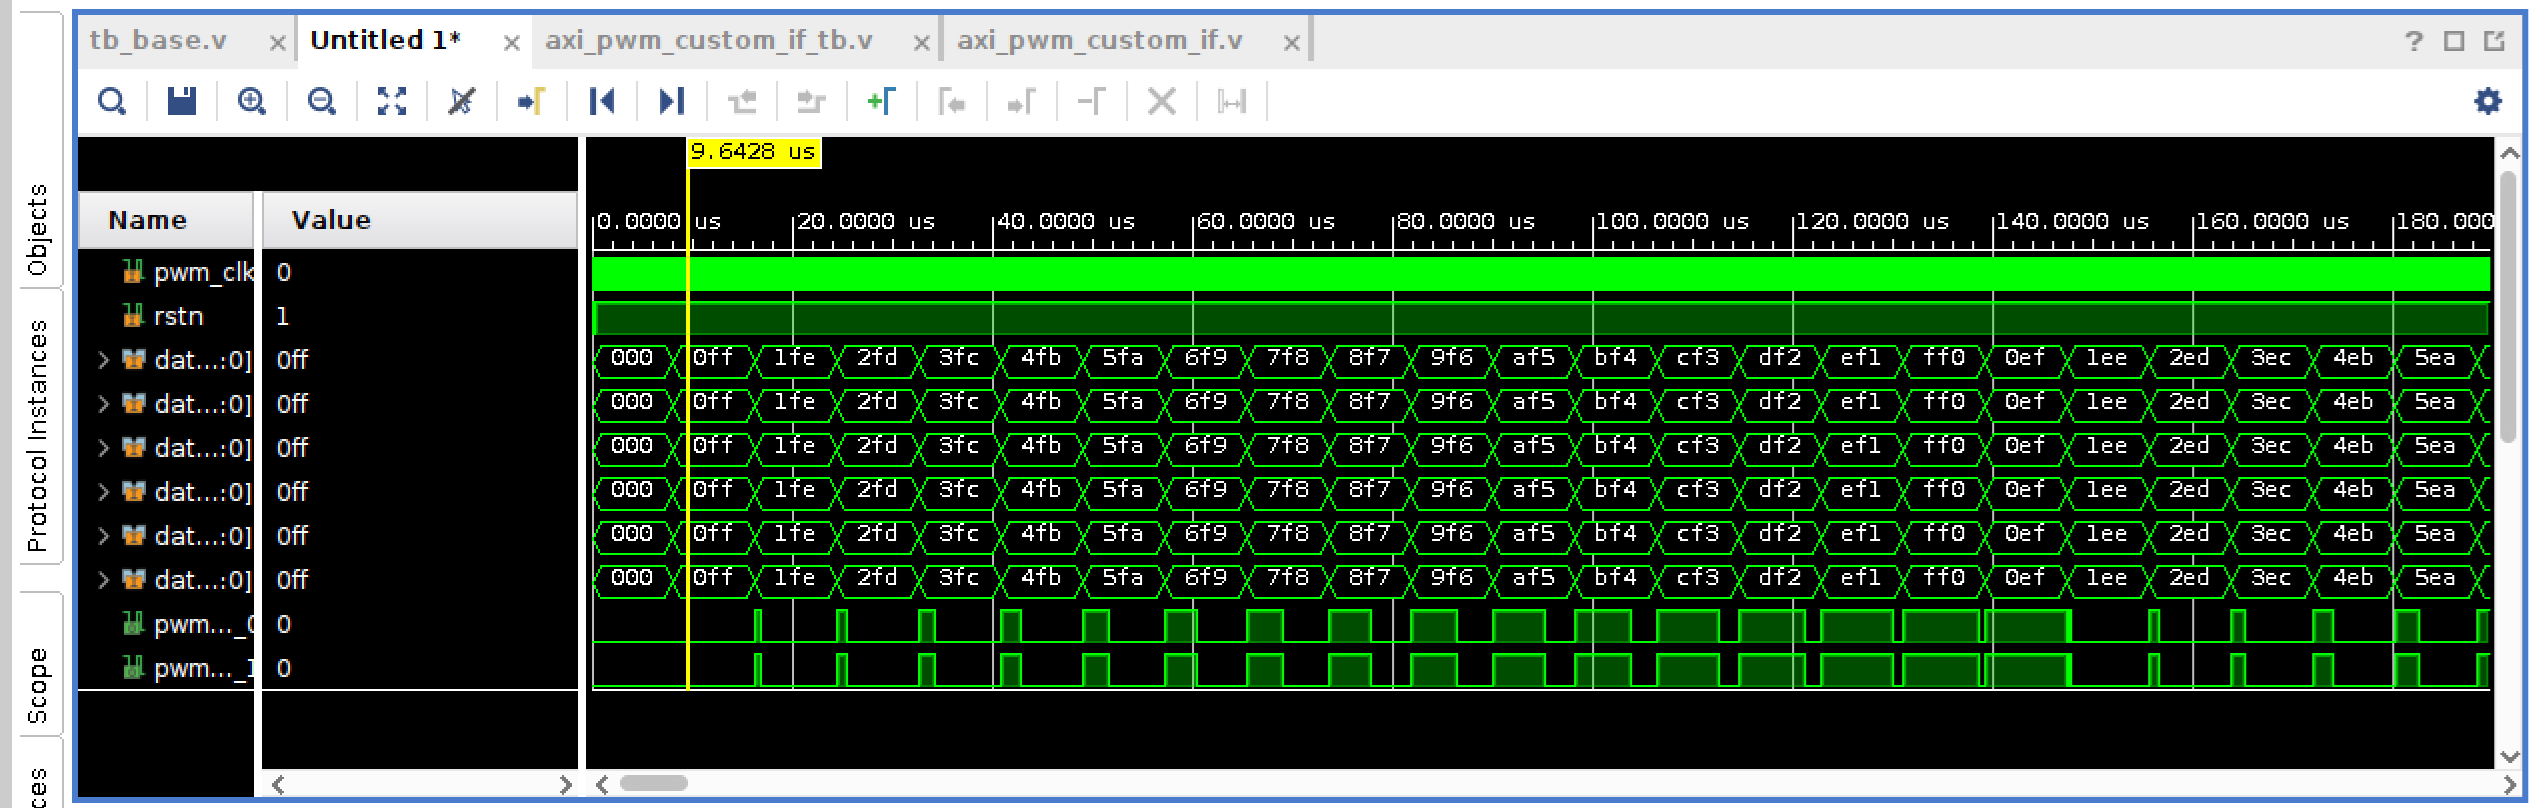 tb_base.v Untitled 1* axi_pwm_custom_if_tb.v axi_pwm_custom_if.v
9.6428 us
Objects
Protocol Instances
Scope
ces
Name Value
0.0000 us 20.0000 us 40.0000 us 60.0000 us 80.0000 us 100.0000 us 120.0000 us 140.0000 us 160.0000 us 180.000
pwm_clk 0
rstn 1
dat...:0] 0ff 000 0ff 1fe 2fd 3fc 4fb 5fa 6f9 7f8 8f7 9f6 af5 bf4 cf3 df2 ef1 ff0 0ef 1ee 2ed 3ec 4eb 5ea
dat...:0] 0ff 000 0ff 1fe 2fd 3fc 4fb 5fa 6f9 7f8 8f7 9f6 af5 bf4 cf3 df2 ef1 ff0 0ef 1ee 2ed 3ec 4eb 5ea
dat...:0] 0ff 000 0ff 1fe 2fd 3fc 4fb 5fa 6f9 7f8 8f7 9f6 af5 bf4 cf3 df2 ef1 ff0 0ef 1ee 2ed 3ec 4eb 5ea
dat...:0] 0ff 000 0ff 1fe 2fd 3fc 4fb 5fa 6f9 7f8 8f7 9f6 af5 bf4 cf3 df2 ef1 ff0 0ef 1ee 2ed 3ec 4eb 5ea
dat...:0] 0ff 000 0ff 1fe 2fd 3fc 4fb 5fa 6f9 7f8 8f7 9f6 af5 bf4 cf3 df2 ef1 ff0 0ef 1ee 2ed 3ec 4eb 5ea
dat...:0] 0ff 000 0ff 1fe 2fd 3fc 4fb 5fa 6f9 7f8 8f7 9f6 af5 bf4 cf3 df2 ef1 ff0 0ef 1ee 2ed 3ec 4eb 5ea
pwm..._0 0
pwm..._1 0